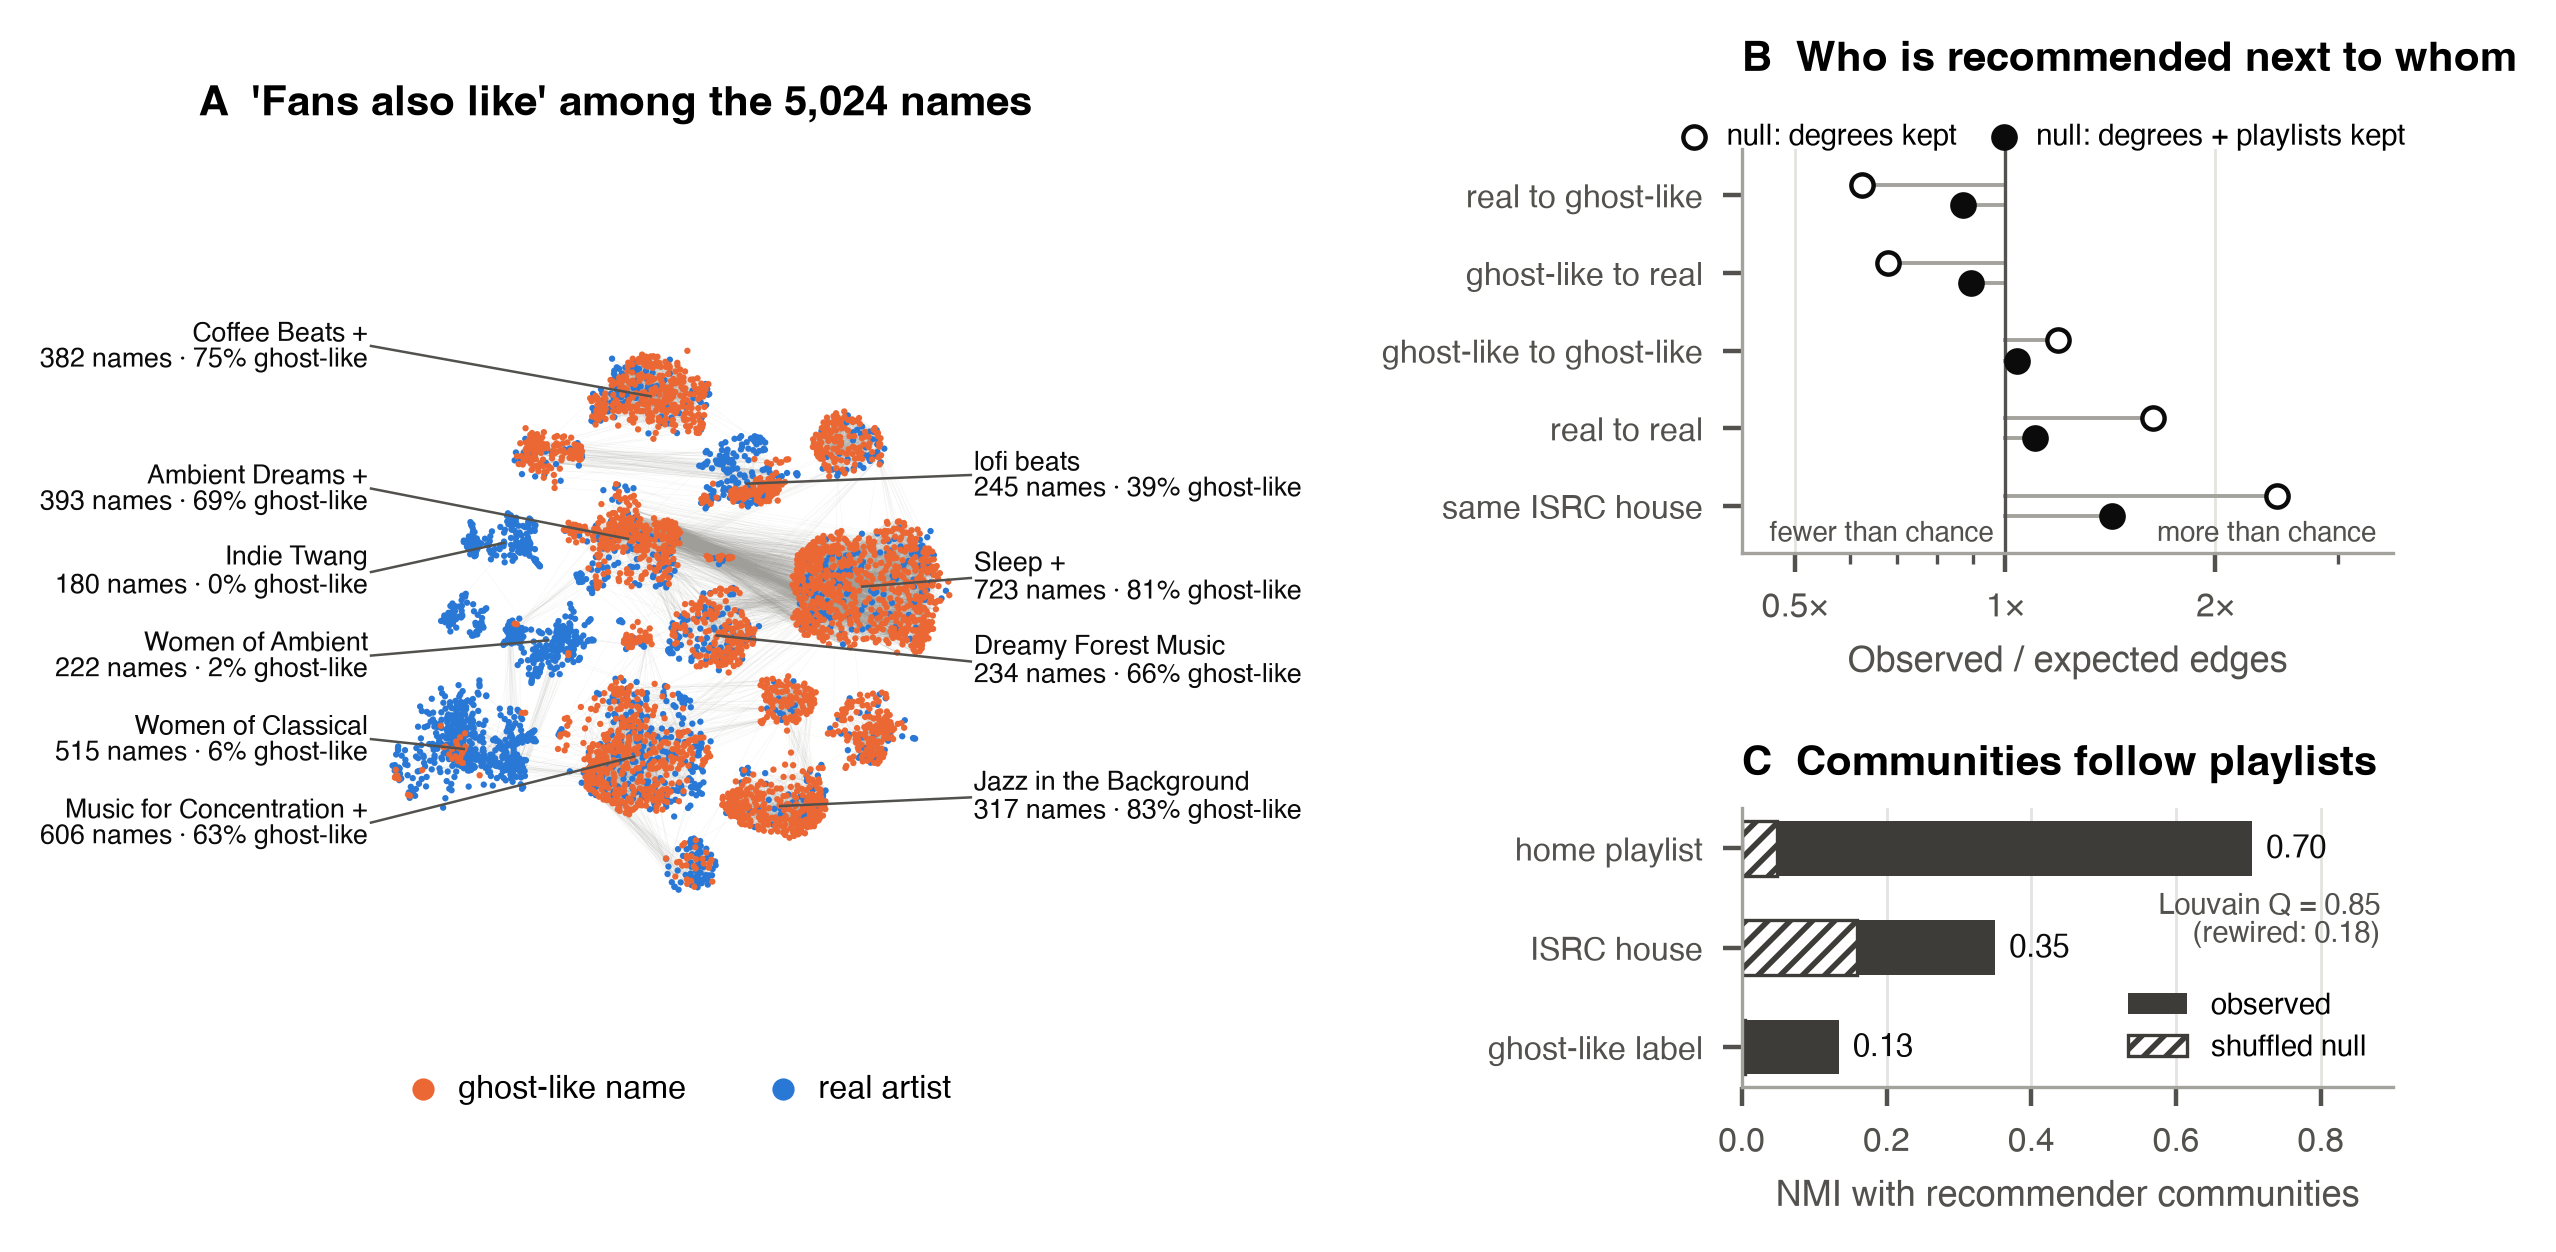 A 'Fans also like' among the 5,024 names
Coffee Beats +
382 names · 75% ghost-like
Ambient Dreams +
393 names · 69% ghost-like
Indie Twang
180 names · 0% ghost-like
Women of Ambient
222 names · 2% ghost-like
Women of Classical
515 names · 6% ghost-like
Music for Concentration +
606 names · 63% ghost-like
lofi beats
245 names · 39% ghost-like
Sleep +
723 names · 81% ghost-like
Dreamy Forest Music
234 names · 66% ghost-like
Jazz in the Background
317 names · 83% ghost-like
ghost-like name
real artist
B Who is recommended next to whom
null: degrees kept
null: degrees + playlists kept
real to ghost-like
ghost-like to real
ghost-like to ghost-like
real to real
same ISRC house
fewer than chance
more than chance
0.5×
1×
2×
Observed / expected edges
C Communities follow playlists
home playlist
0.70
Louvain Q = 0.85
(rewired: 0.18)
ISRC house
0.35
observed
shuffled null
ghost-like label
0.13
0.0
0.2
0.4
0.6
0.8
NMI with recommender communities